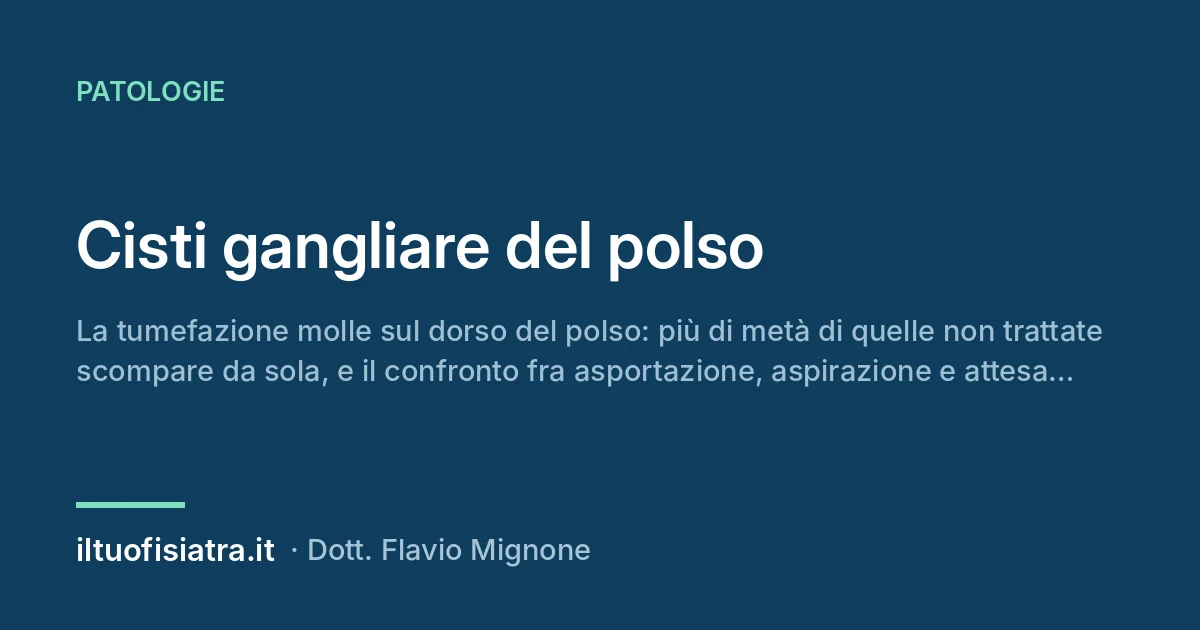 PATOLOGIE
Cisti gangliare del polso
La tumefazione molle sul dorso del polso: più di metà di quelle non trattate
scompare da sola, e il confronto fra asportazione, aspirazione e attesa...
iltuofisiatra.it · Dott. Flavio Mignone